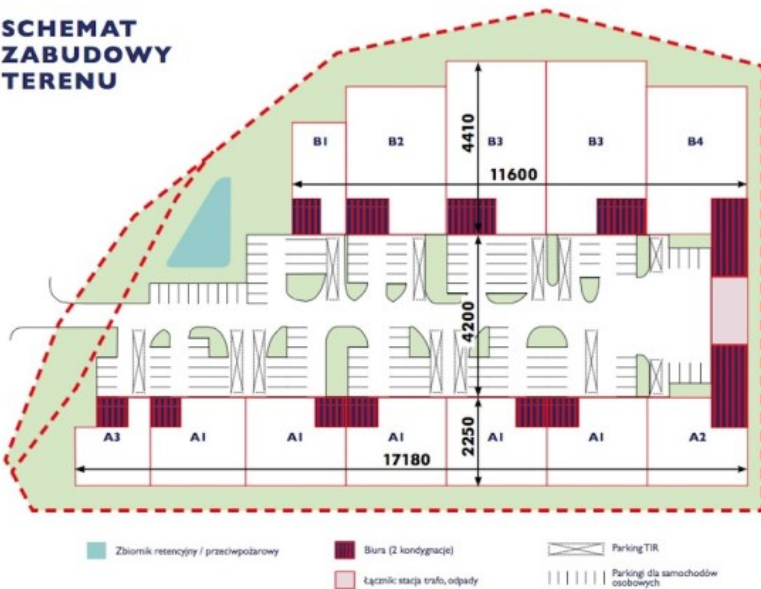 SCHEMAT
ZABUDOWY
TERENU
B1
B2
B3
B3
B4
4410
11600
4200
A3
A1
A1
A1
A1
A1
A2
2250
17180
Zbiornik retencyjny / przeciwpożarowy
Biura (2 kondygnacje)
Parking TIR
Łącznik: stacja trafo, odpady
Parkingi dla samochodów
osobowych